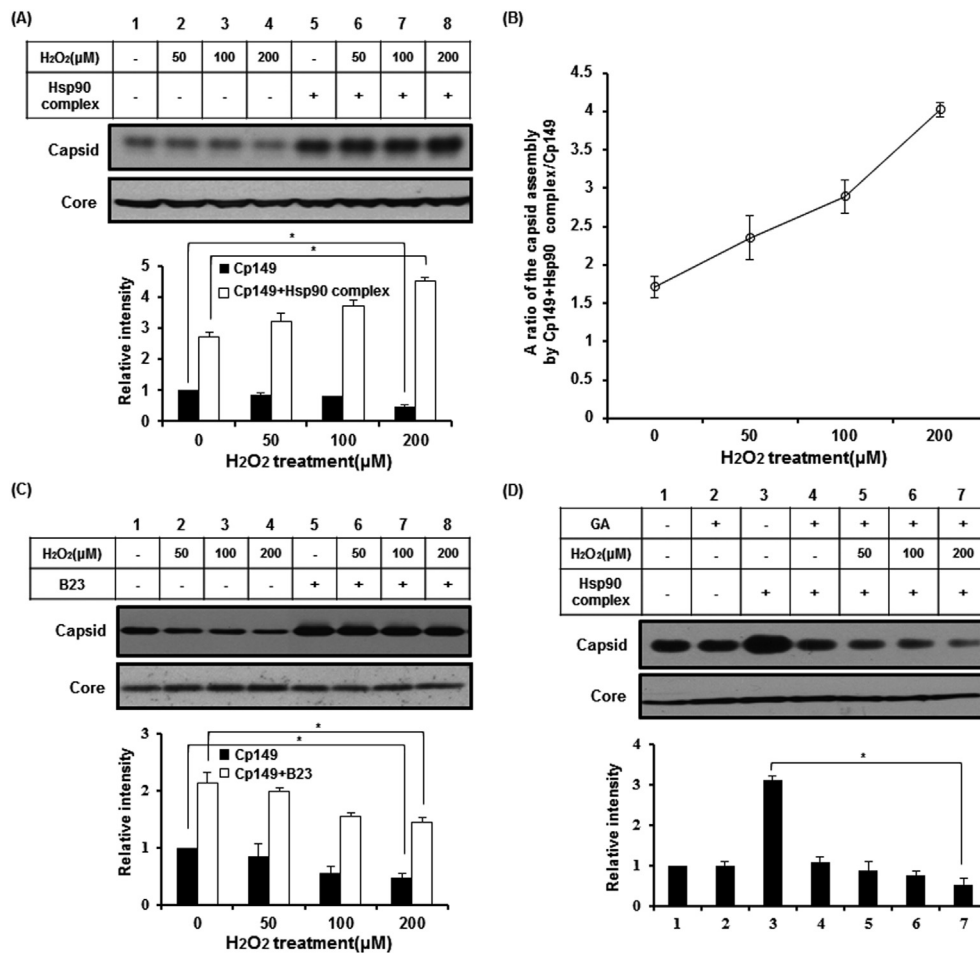 (A)
1 2 3 4 5 6 7 8
H2O2(µM) - 50 100 200 - 50 100 200
Hsp90 complex - - - - + + + +
Capsid
Core
* 
*
Cp149
Cp149+Hsp90 complex
Relative intensity
5
4
3
2
1
0
0 50 100 200
H2O2 treatment(µM)
(B)
A ratio of the capsid assembly
by Cp149+Hsp90 complex/Cp149
4.5
4
3.5
3
2.5
2
1.5
1
0.5
0
0 50 100 200
H2O2 treatment(µM)
(C)
1 2 3 4 5 6 7 8
H2O2(µM) - 50 100 200 - 50 100 200
B23 - - - - + + + +
Capsid
Core
*
*
Cp149
Cp149+B23
Relative intensity
3
2
1
0
0 50 100 200
H2O2 treatment(µM)
(D)
1 2 3 4 5 6 7
GA - + - + + + +
H2O2(µM) - - - - 50 100 200
Hsp90 complex - - + + + + +
Capsid
Core
*
Relative intensity
4
3
2
1
0
1 2 3 4 5 6 7